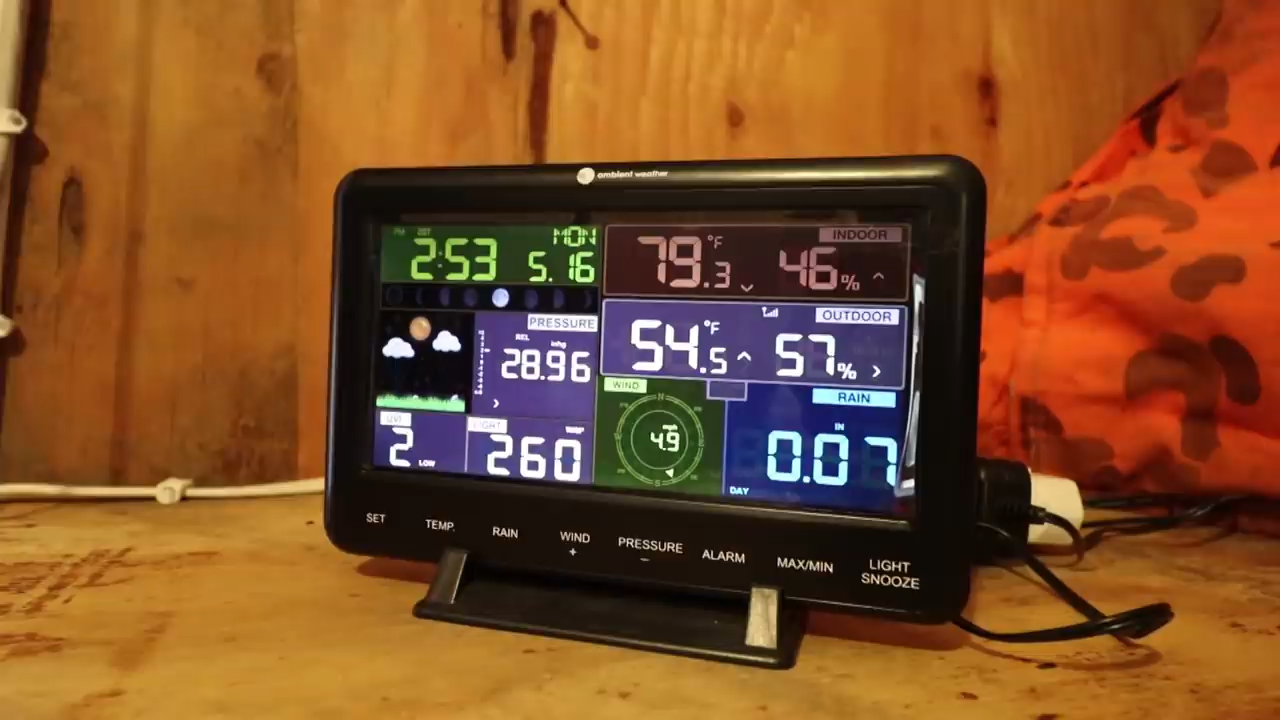 ambient weather
PM DST
2:53
MON
5.16
79.3 °F
46%
INDOOR
PRESSURE
REL inhg
28.96
OUTDOOR
54.5 °F
57%
WIND
N
4.9
S
RAIN
IN
0.07
DAY
UVI
2 LOW
LIGHT
260
SET
TEMP.
RAIN
WIND
+
PRESSURE
−
ALARM
MAX/MIN
LIGHT
SNOOZE